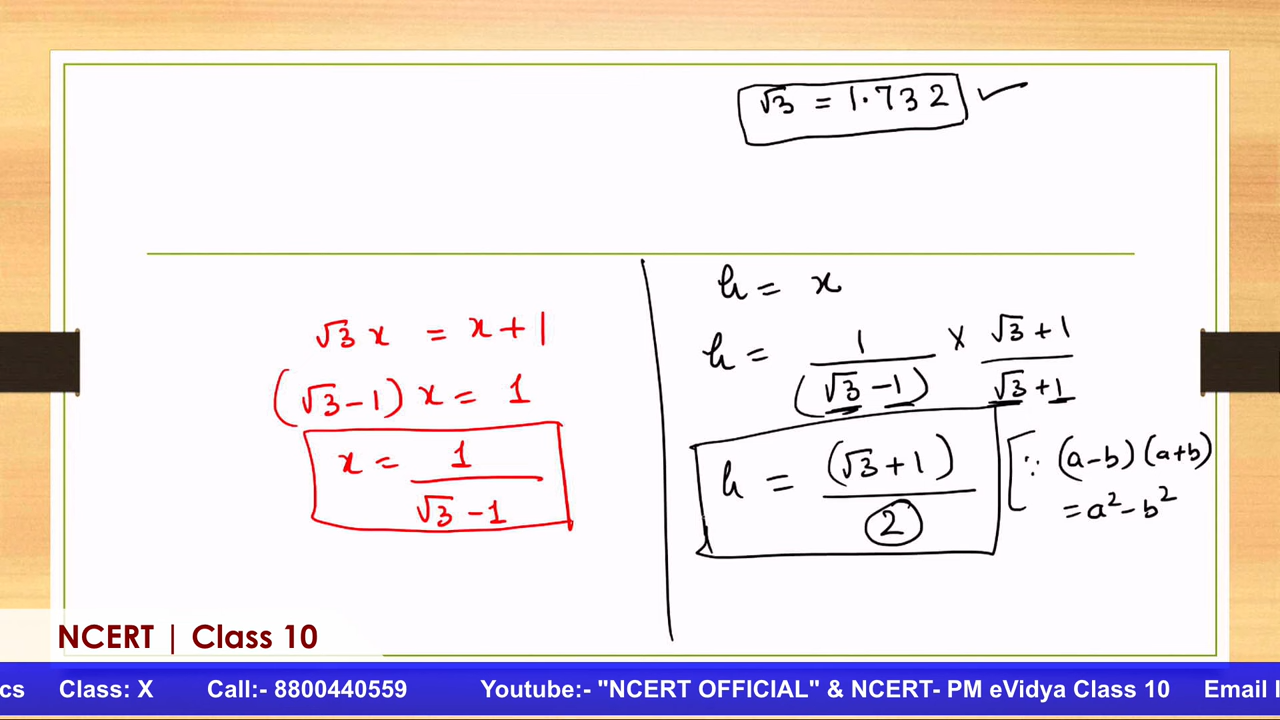 √3 = 1.732 ✓
√3 x = x + 1
(√3 - 1) x = 1
x = 1 / √3 - 1
h = x
h = 1 / (√3 - 1) × √3 + 1 / √3 + 1
h = (√3 + 1) / 2
[∵ (a-b) (a+b)
= a² - b²
NCERT | Class 10
cs Class: X Call:- 8800440559 Youtube:- "NCERT OFFICIAL" & NCERT- PM eVidya Class 10 Email I